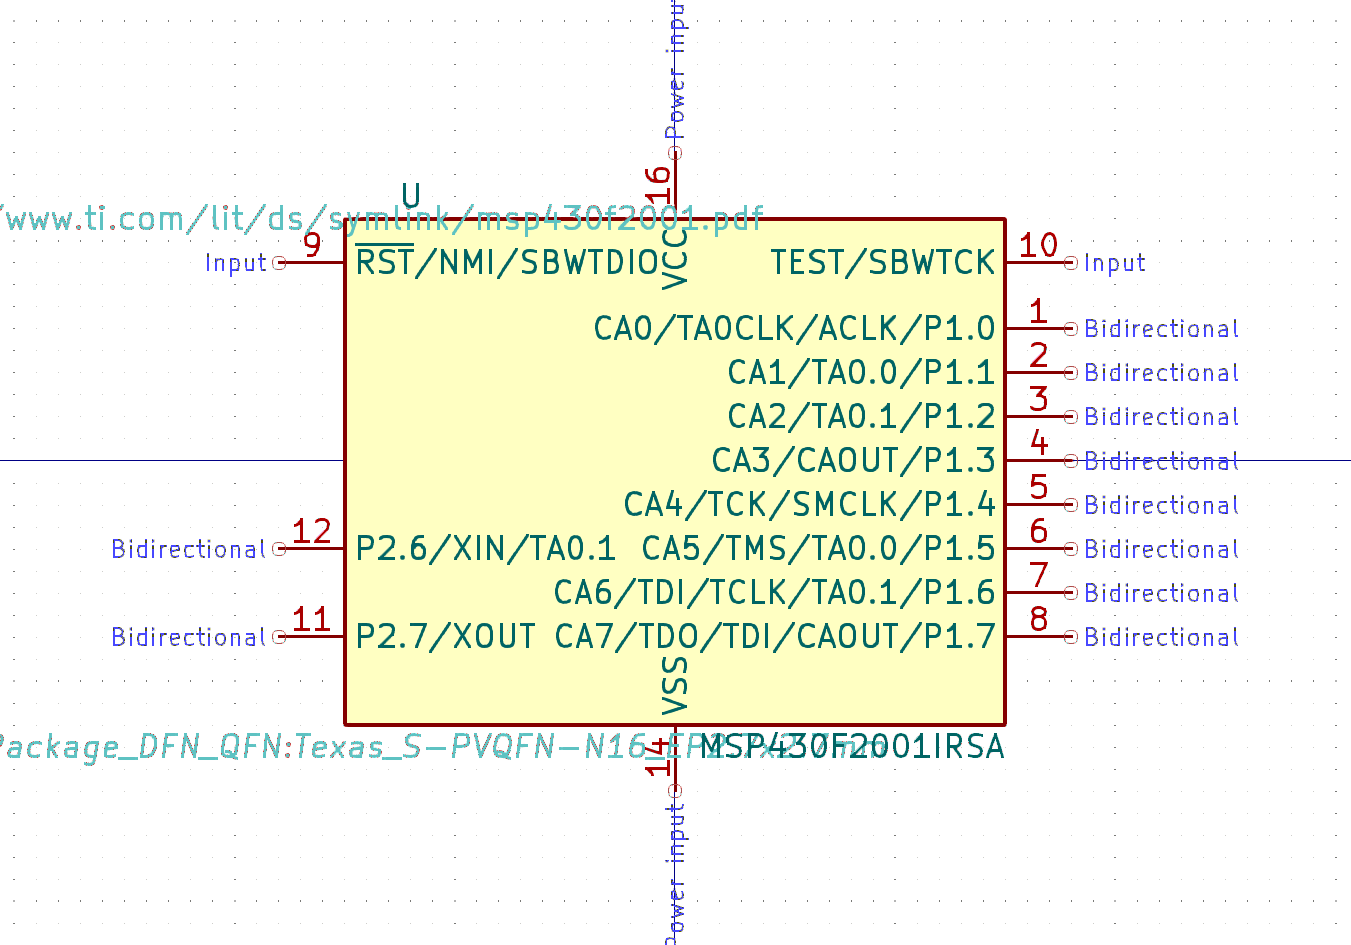 Power input
16
U
/www.ti.com/lit/ds/symlink/msp430f2001.pdf
Input 9 RST/NMI/SBWTDIO VCC TEST/SBWTCK 10 Input
CA0/TA0CLK/ACLK/P1.0 1 Bidirectional
CA1/TA0.0/P1.1 2 Bidirectional
CA2/TA0.1/P1.2 3 Bidirectional
CA3/CAOUT/P1.3 4 Bidirectional
CA4/TCK/SMCLK/P1.4 5 Bidirectional
Bidirectional 12 P2.6/XIN/TA0.1 CA5/TMS/TA0.0/P1.5 6 Bidirectional
CA6/TDI/TCLK/TA0.1/P1.6 7 Bidirectional
Bidirectional 11 P2.7/XOUT CA7/TDO/TDI/CAOUT/P1.7 8 Bidirectional
VSS
Package_DFN_QFN:Texas_S-PVQFN-N16_EP2.7x2.7mm
MSP430F2001IRSA
14
Power input